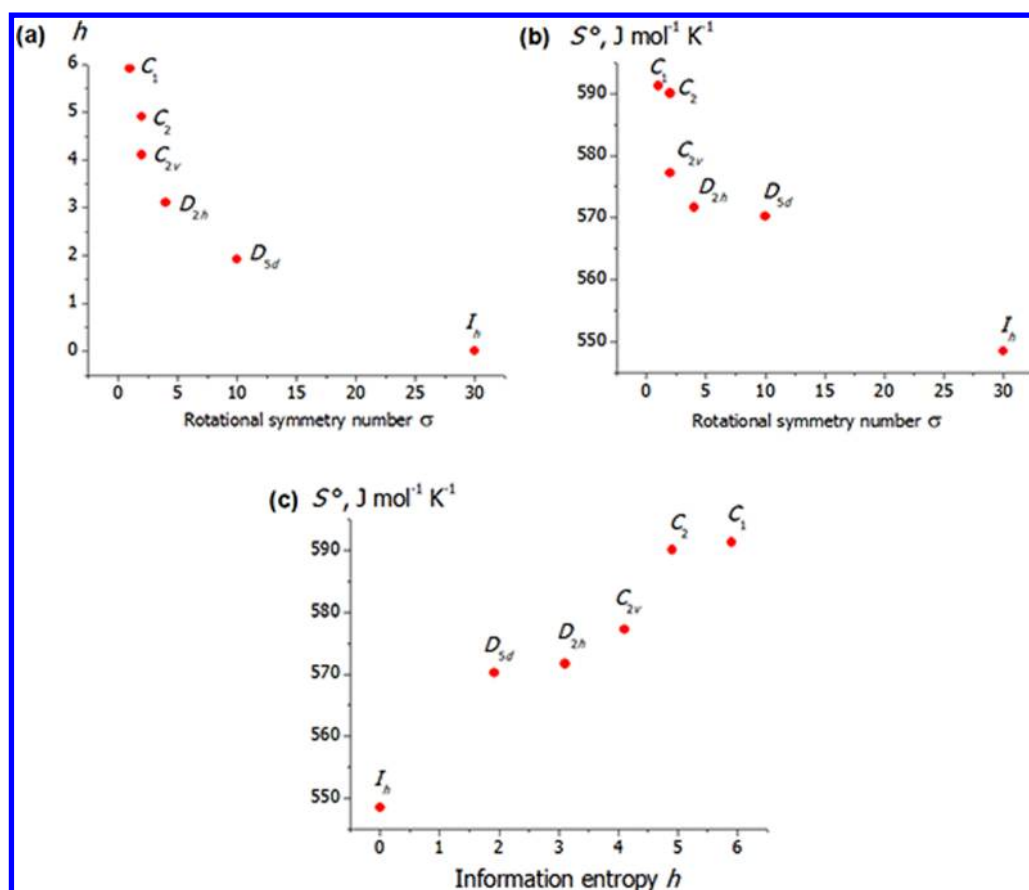 (a) h
6
5
4
3
2
1
0
C₁
C₂
C₂ᵥ
D₂ₕ
D₅d
Iₕ
0 5 10 15 20 25 30
Rotational symmetry number σ
(b) S°, J mol⁻¹ K⁻¹
590
580
570
560
550
C₁
C₂
C₂ᵥ
D₂ₕ D₅d
Iₕ
0 5 10 15 20 25 30
Rotational symmetry number σ
(c) S°, J mol⁻¹ K⁻¹
590
580
570
560
550
C₂ C₁
C₂ᵥ
D₅d D₂ₕ
Iₕ
0 1 2 3 4 5 6
Information entropy h